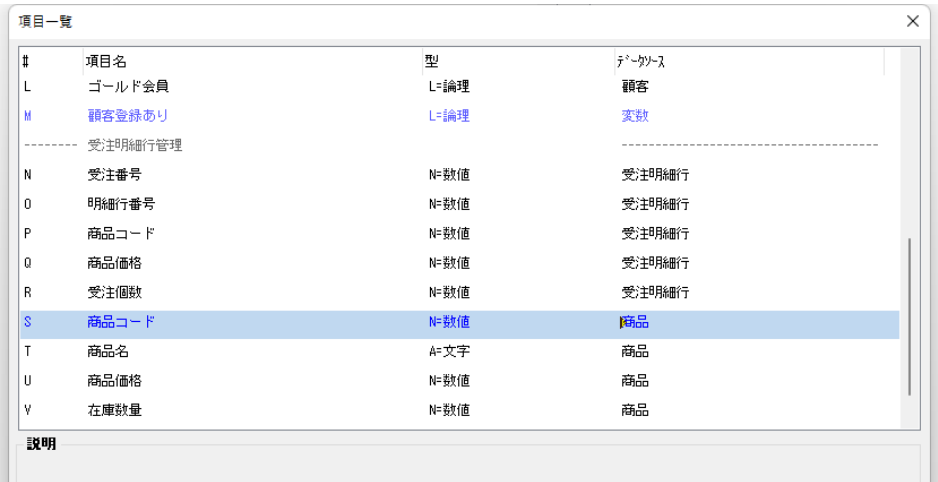 項目一覧
# 項目名 型 ﾃﾞｰﾀｿｰｽ
L ゴールド会員 L=論理 顧客
M 顧客登録あり L=論理 変数
-------- 受注明細行管理 --------------------------------------
N 受注番号 N=数値 受注明細行
O 明細行番号 N=数値 受注明細行
P 商品コード N=数値 受注明細行
Q 商品価格 N=数値 受注明細行
R 受注個数 N=数値 受注明細行
S 商品コード N=数値 商品
T 商品名 A=文字 商品
U 商品価格 N=数値 商品
V 在庫数量 N=数値 商品
説明